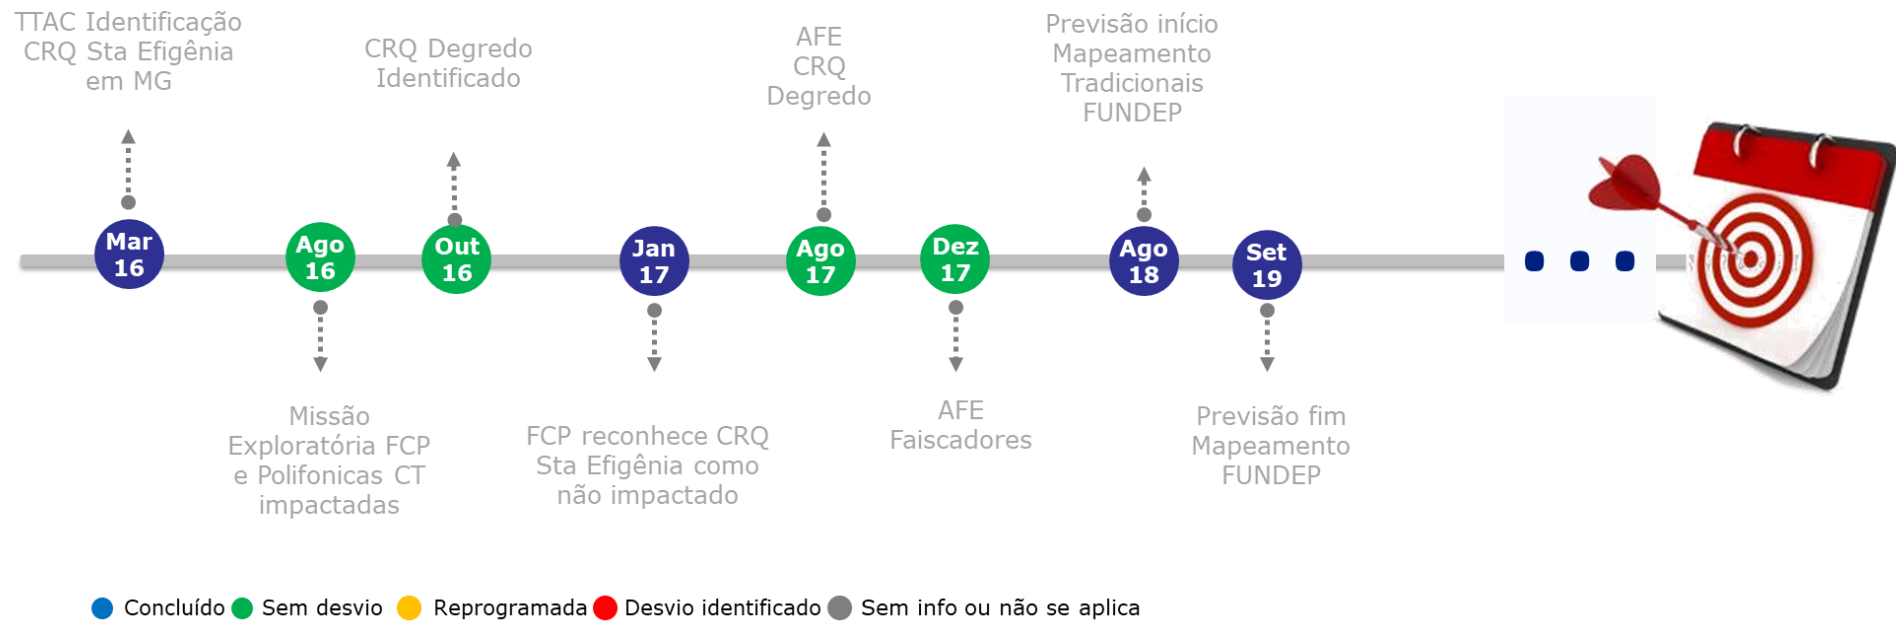 TTAC Identificação
CRQ Sta Efigênia
em MG
CRQ Degredo
Identificado
AFE
CRQ
Degredo
Previsão início
Mapeamento
Tradicionais
FUNDEP
Mar
16
Ago
16
Out
16
Jan
17
Ago
17
Dez
17
Ago
18
Set
19
Missão
Exploratória FCP
e Polifonicas CT
impactadas
FCP reconhece CRQ
Sta Efigênia como
não impactado
AFE
Faiscadores
Previsão fim
Mapeamento
FUNDEP
Concluído
Sem desvio
Reprogramada
Desvio identificado
Sem info ou não se aplica